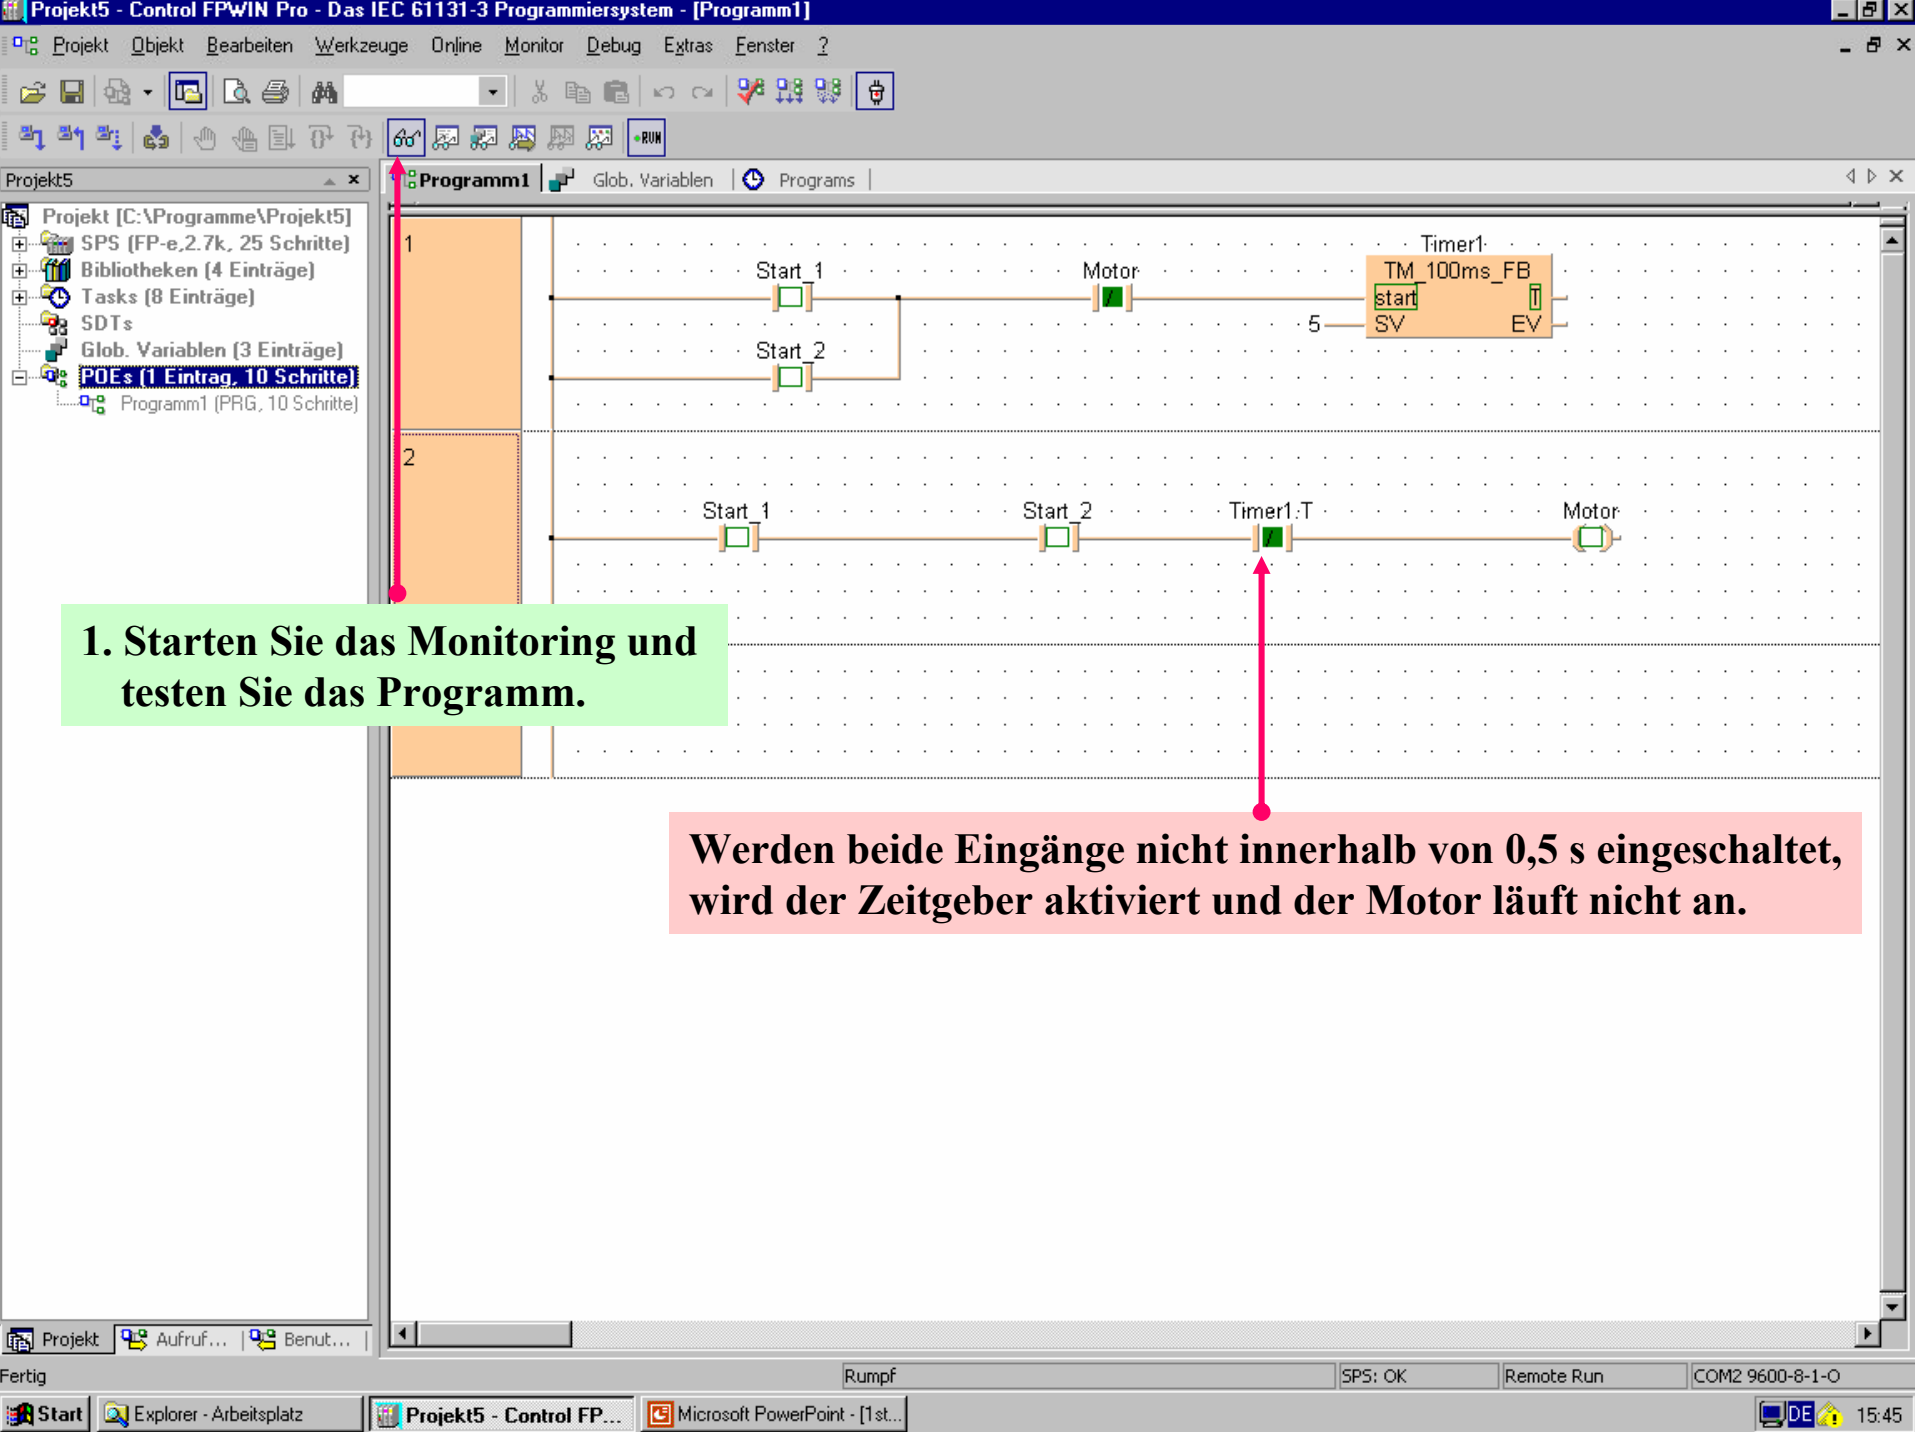 Projekt5 - Control FPWIN Pro - Das IEC 61131-3 Programmiersystem - [Programm1]
Projekt Objekt Bearbeiten Werkzeuge Online Monitor Debug Extras Fenster ?
RUN
Projekt5
Programm1 Glob. Variablen Programs
Projekt [C:\Programme\Projekt5]
SPS (FP-e,2.7k, 25 Schritte)
Bibliotheken (4 Einträge)
Tasks (8 Einträge)
SDTs
Glob. Variablen (3 Einträge)
POEs (1 Eintrag, 10 Schritte)
Programm1 (PRG, 10 Schritte)
1
Timer1
Start_1 Motor TM_100ms_FB
start T
5 SV EV
Start_2
2
Start_1 Start_2 Timer1.T Motor
1. Starten Sie das Monitoring und
testen Sie das Programm.
Werden beide Eingänge nicht innerhalb von 0,5 s eingeschaltet,
wird der Zeitgeber aktiviert und der Motor läuft nicht an.
Projekt Aufruf... Benut...
Fertig Rumpf SPS: OK Remote Run COM2 9600-8-1-O
Start Explorer - Arbeitsplatz Projekt5 - Control FP... Microsoft PowerPoint - [1st... DE 15:45